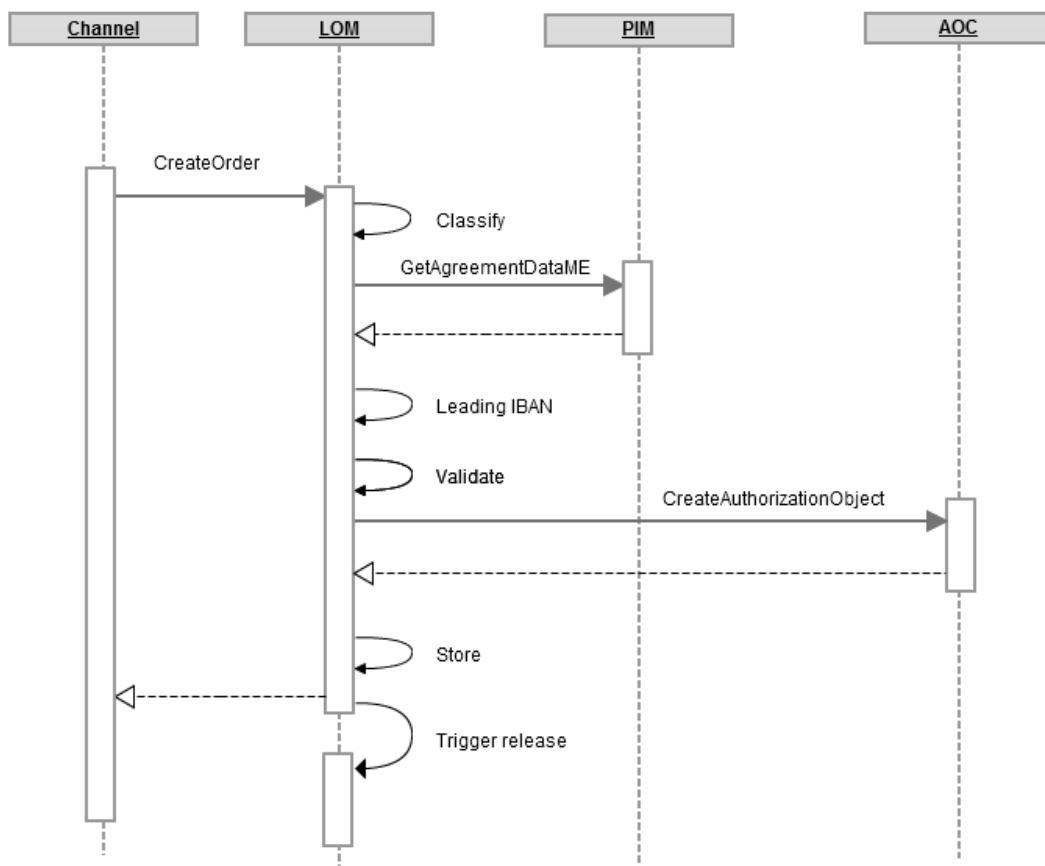 Channel
LOM
PIM
AOC
CreateOrder
Classify
GetAgreementDataME
Leading IBAN
Validate
CreateAuthorizationObject
Store
Trigger release